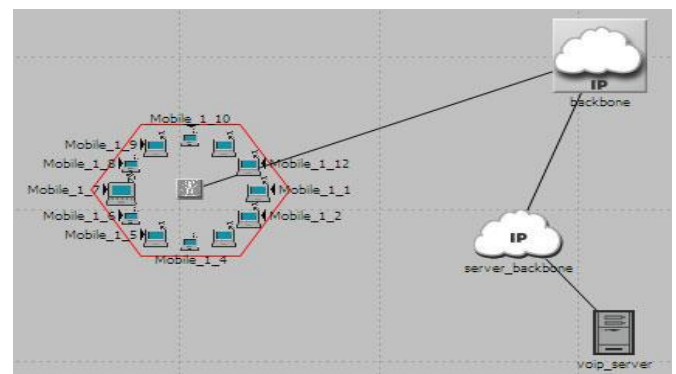 IP
backbone
Mobile_1_10
Mobile_1_9
Mobile_1_8
Mobile_1_12
Mobile_1_7
Mobile_1_1
Mobile_1_6
Mobile_1_2
Mobile_1_5
Mobile_1_4
IP
server_backbone
voip_server